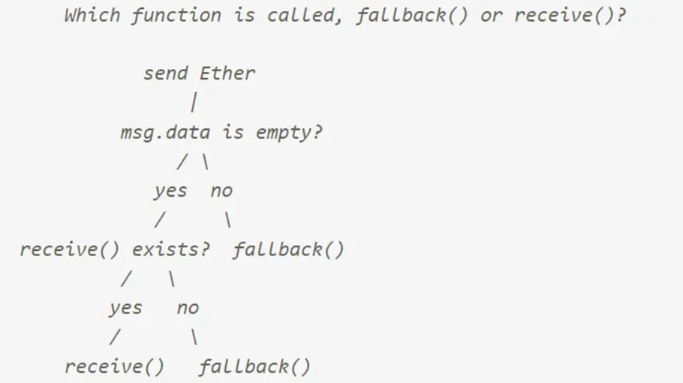 Which function is called, fallback() or receive()?
send Ether
|
msg.data is empty?
/ \
yes no
/ \
receive() exists? fallback()
/ \
yes no
/ \
receive() fallback()